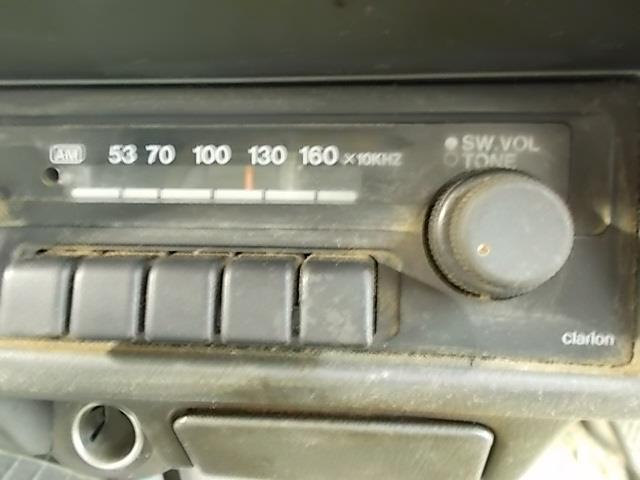 AM 53 70 100 130 160 ×10KHZ
SW.VOL
TONE
clarion